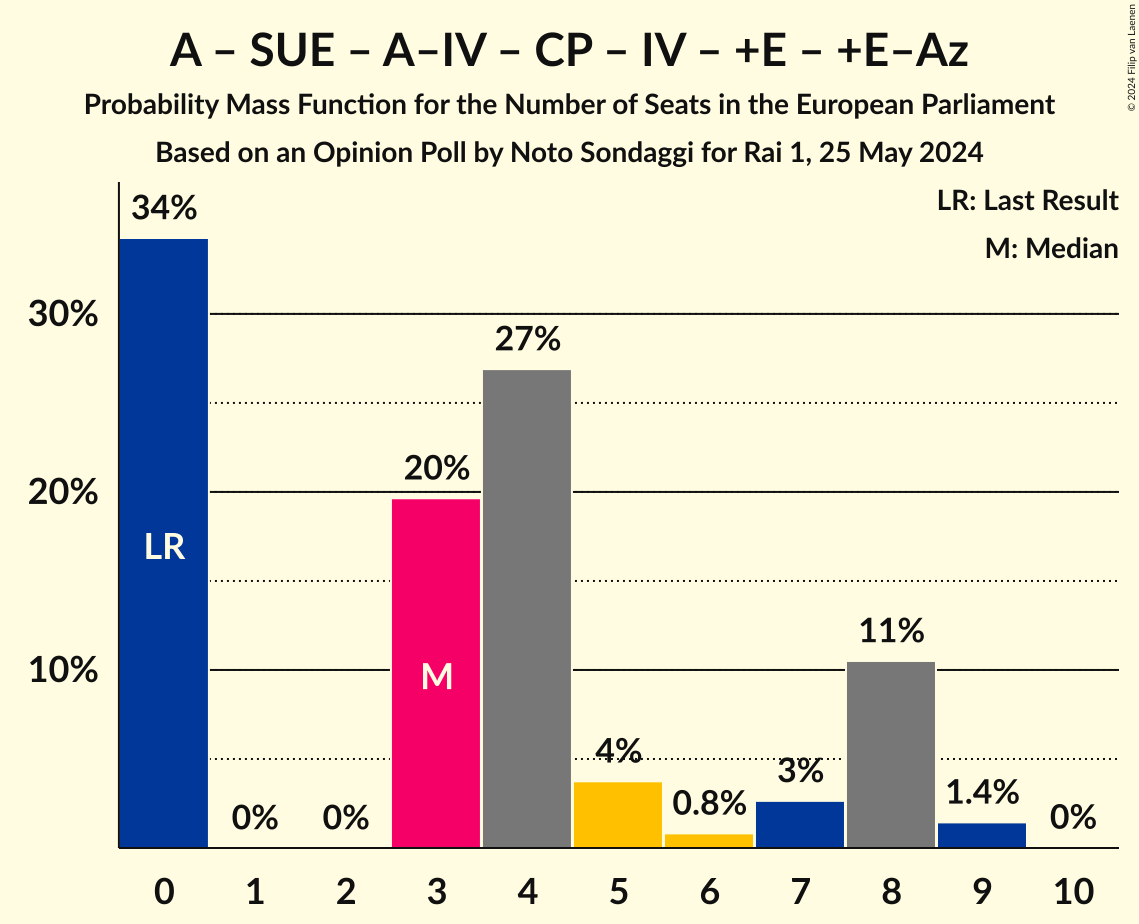 A – SUE – A–IV – CP – IV – +E – +E–Az
Probability Mass Function for the Number of Seats in the European Parliament
Based on an Opinion Poll by Noto Sondaggi for Rai 1, 25 May 2024
© 2024 Filip van Laenen
LR: Last Result
M: Median
34%
30%
27%
20%
20%
LR
11%
10%
M
4%
3%
0.8%
1.4%
0%
0%
0%
0 1 2 3 4 5 6 7 8 9 10